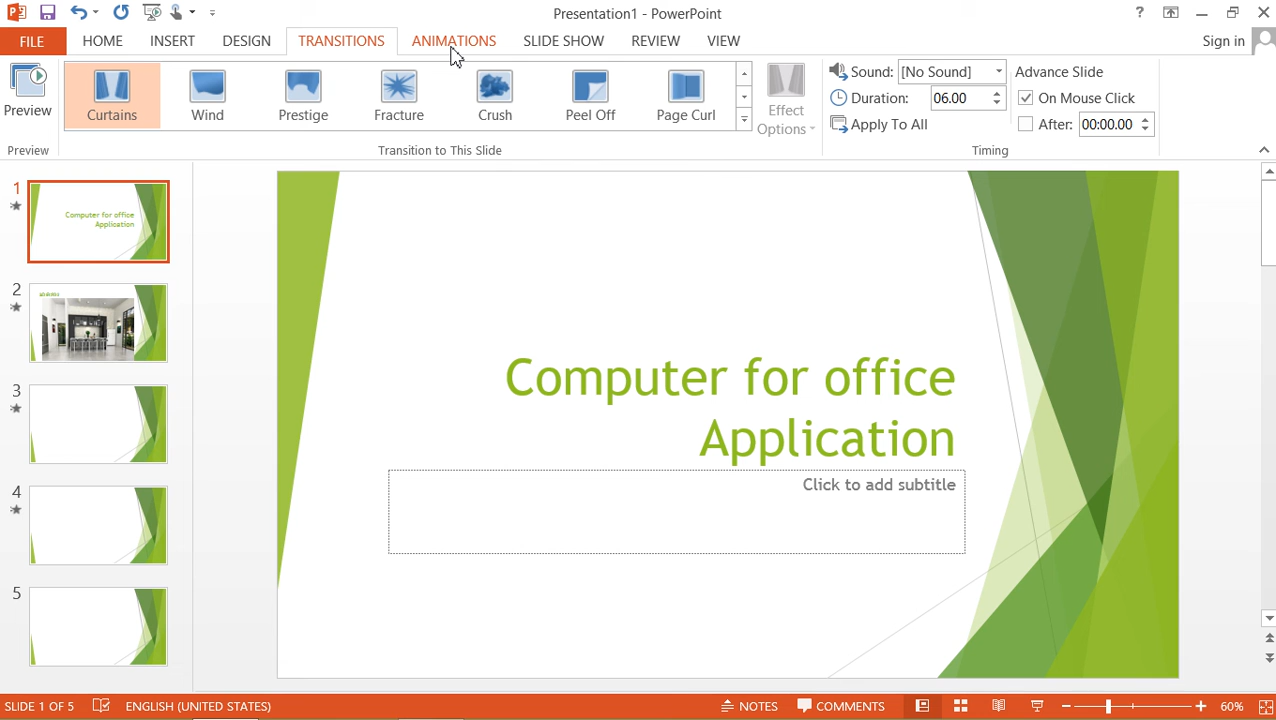 Presentation1 - PowerPoint
?
FILE HOME INSERT DESIGN TRANSITIONS ANIMATIONS SLIDE SHOW REVIEW VIEW Sign in
Preview
Curtains Wind Prestige Fracture Crush Peel Off Page Curl
Effect
Options
Sound: [No Sound]
Duration: 06.00
Apply To All
Advance Slide
On Mouse Click
After: 00:00.00
Preview Transition to This Slide Timing
1
Computer for office
Application
2
3
4
5
Computer for office
Application
Click to add subtitle
SLIDE 1 OF 5 ENGLISH (UNITED STATES) NOTES COMMENTS 60%